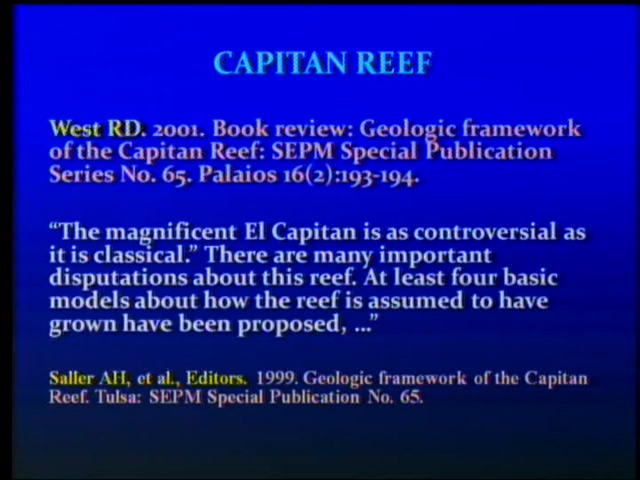 CAPITAN REEF
West RD. 2001. Book review: Geologic framework
of the Capitan Reef: SEPM Special Publication
Series No. 65. Palaios 16(2):193-194.
“The magnificent El Capitan is as controversial as
it is classical.” There are many important
disputations about this reef. At least four basic
models about how the reef is assumed to have
grown have been proposed, ...”
Saller AH, et al., Editors. 1999. Geologic framework of the Capitan
Reef. Tulsa: SEPM Special Publication No. 65.